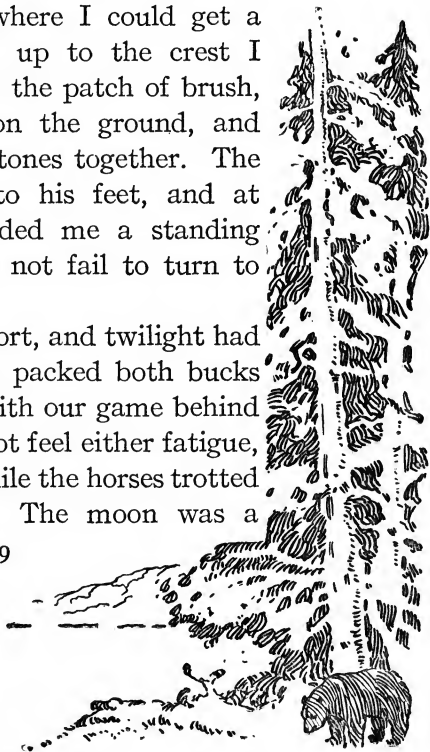 where I could get a
up to the crest I
the patch of brush,
on the ground, and
tones together. The
to his feet, and at
ded me a standing
not fail to turn to
ort, and twilight had
packed both bucks
ith our game behind
ot feel either fatigue,
ile the horses trotted
The moon was a
9